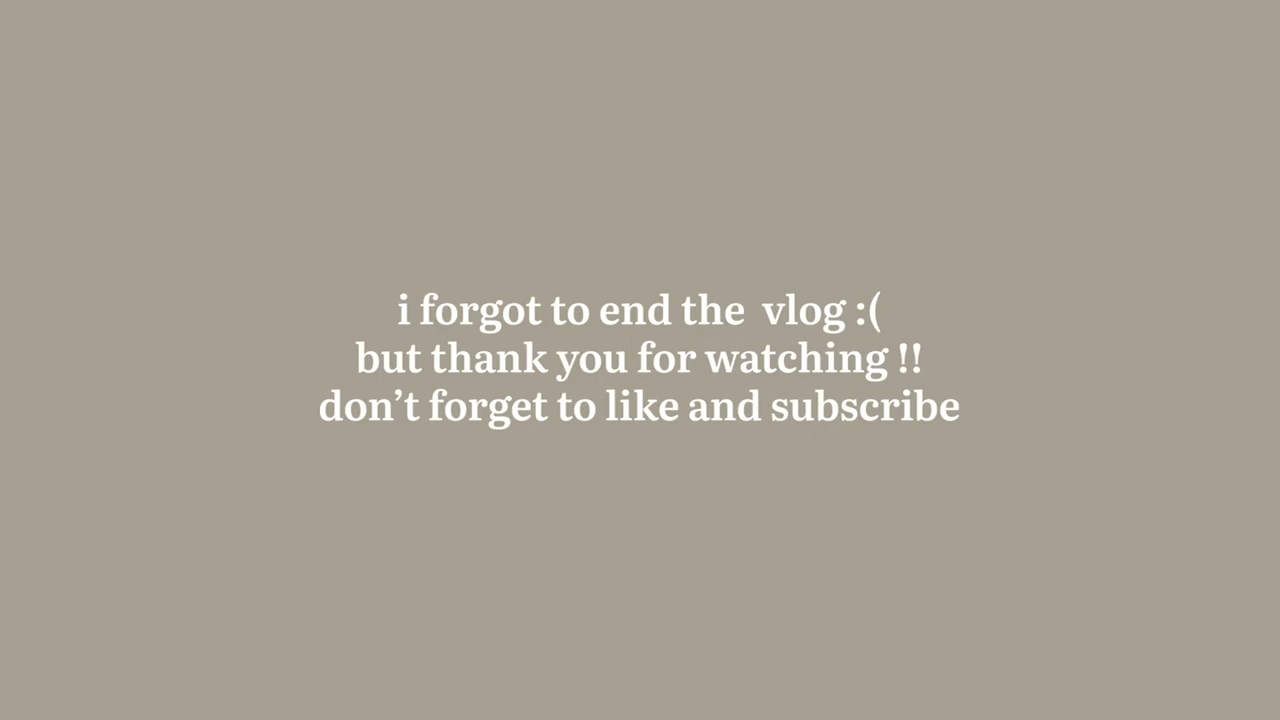 i forgot to end the  vlog :(
but thank you for watching !!
don’t forget to like and subscribe